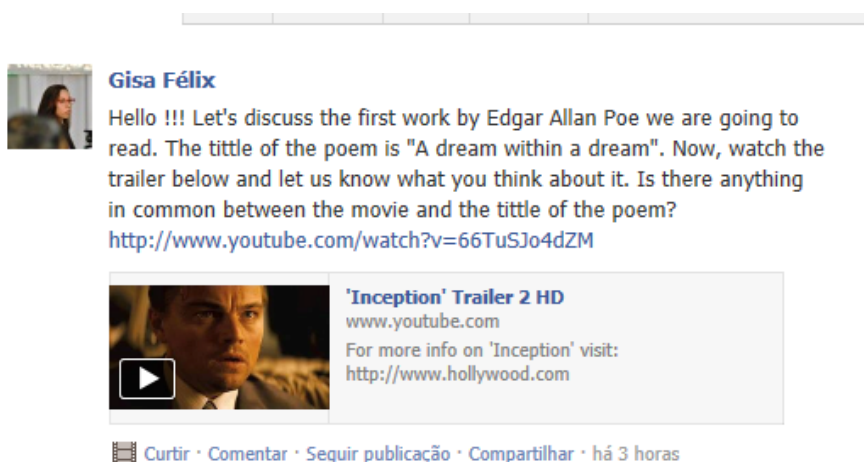 Gisa Félix
Hello !!! Let's discuss the first work by Edgar Allan Poe we are going to
read. The tittle of the poem is "A dream within a dream". Now, watch the
trailer below and let us know what you think about it. Is there anything
in common between the movie and the tittle of the poem?
http://www.youtube.com/watch?v=66TuSJo4dZM
'Inception' Trailer 2 HD
www.youtube.com
For more info on 'Inception' visit:
http://www.hollywood.com
Curtir · Comentar · Seguir publicação · Compartilhar · há 3 horas